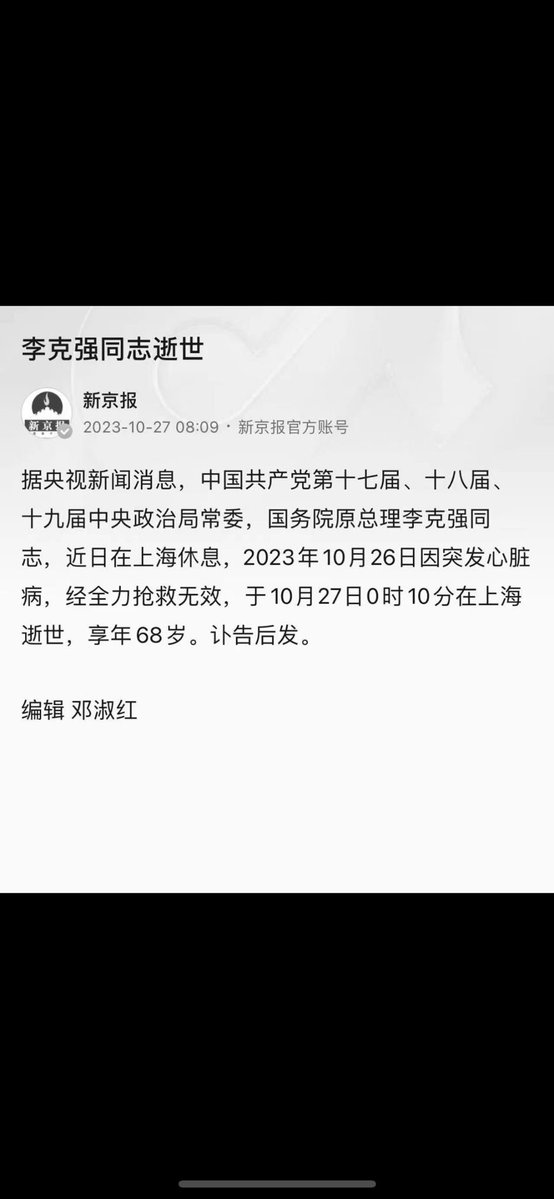 李克强同志逝世
新京报
2023-10-27 08:09 · 新京报官方账号
新京报
据央视新闻消息，中国共产党第十七届、十八届、
十九届中央政治局常委，国务院原总理李克强同
志，近日在上海休息，2023年10月26日因突发心脏
病，经全力抢救无效，于10月27日0时10分在上海
逝世，享年68岁。讣告后发。
编辑 邓淑红